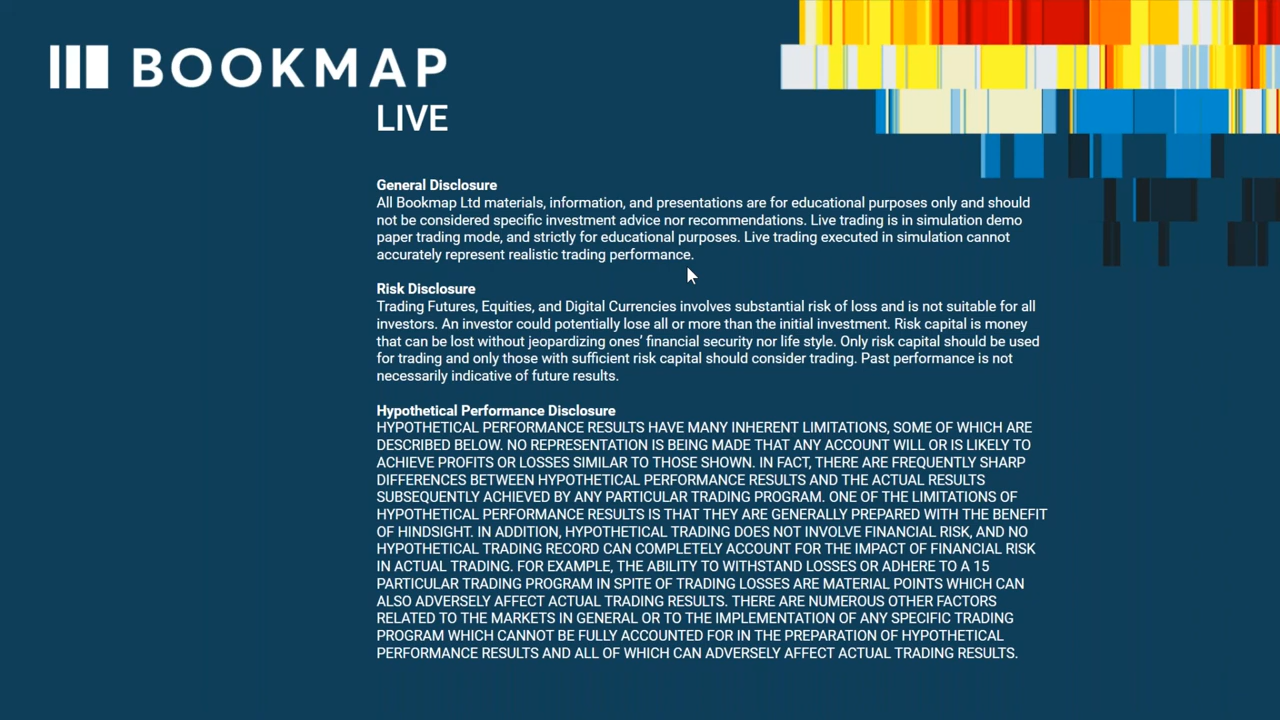 BOOKMAP
LIVE
General Disclosure
All Bookmap Ltd materials, information, and presentations are for educational purposes only and should
not be considered specific investment advice nor recommendations. Live trading is in simulation demo
paper trading mode, and strictly for educational purposes. Live trading executed in simulation cannot
accurately represent realistic trading performance.
Risk Disclosure
Trading Futures, Equities, and Digital Currencies involves substantial risk of loss and is not suitable for all
investors. An investor could potentially lose all or more than the initial investment. Risk capital is money
that can be lost without jeopardizing ones’ financial security nor life style. Only risk capital should be used
for trading and only those with sufficient risk capital should consider trading. Past performance is not
necessarily indicative of future results.
Hypothetical Performance Disclosure
HYPOTHETICAL PERFORMANCE RESULTS HAVE MANY INHERENT LIMITATIONS, SOME OF WHICH ARE
DESCRIBED BELOW. NO REPRESENTATION IS BEING MADE THAT ANY ACCOUNT WILL OR IS LIKELY TO
ACHIEVE PROFITS OR LOSSES SIMILAR TO THOSE SHOWN. IN FACT, THERE ARE FREQUENTLY SHARP
DIFFERENCES BETWEEN HYPOTHETICAL PERFORMANCE RESULTS AND THE ACTUAL RESULTS
SUBSEQUENTLY ACHIEVED BY ANY PARTICULAR TRADING PROGRAM. ONE OF THE LIMITATIONS OF
HYPOTHETICAL PERFORMANCE RESULTS IS THAT THEY ARE GENERALLY PREPARED WITH THE BENEFIT
OF HINDSIGHT. IN ADDITION, HYPOTHETICAL TRADING DOES NOT INVOLVE FINANCIAL RISK, AND NO
HYPOTHETICAL TRADING RECORD CAN COMPLETELY ACCOUNT FOR THE IMPACT OF FINANCIAL RISK
IN ACTUAL TRADING. FOR EXAMPLE, THE ABILITY TO WITHSTAND LOSSES OR ADHERE TO A 15
PARTICULAR TRADING PROGRAM IN SPITE OF TRADING LOSSES ARE MATERIAL POINTS WHICH CAN
ALSO ADVERSELY AFFECT ACTUAL TRADING RESULTS. THERE ARE NUMEROUS OTHER FACTORS
RELATED TO THE MARKETS IN GENERAL OR TO THE IMPLEMENTATION OF ANY SPECIFIC TRADING
PROGRAM WHICH CANNOT BE FULLY ACCOUNTED FOR IN THE PREPARATION OF HYPOTHETICAL
PERFORMANCE RESULTS AND ALL OF WHICH CAN ADVERSELY AFFECT ACTUAL TRADING RESULTS.